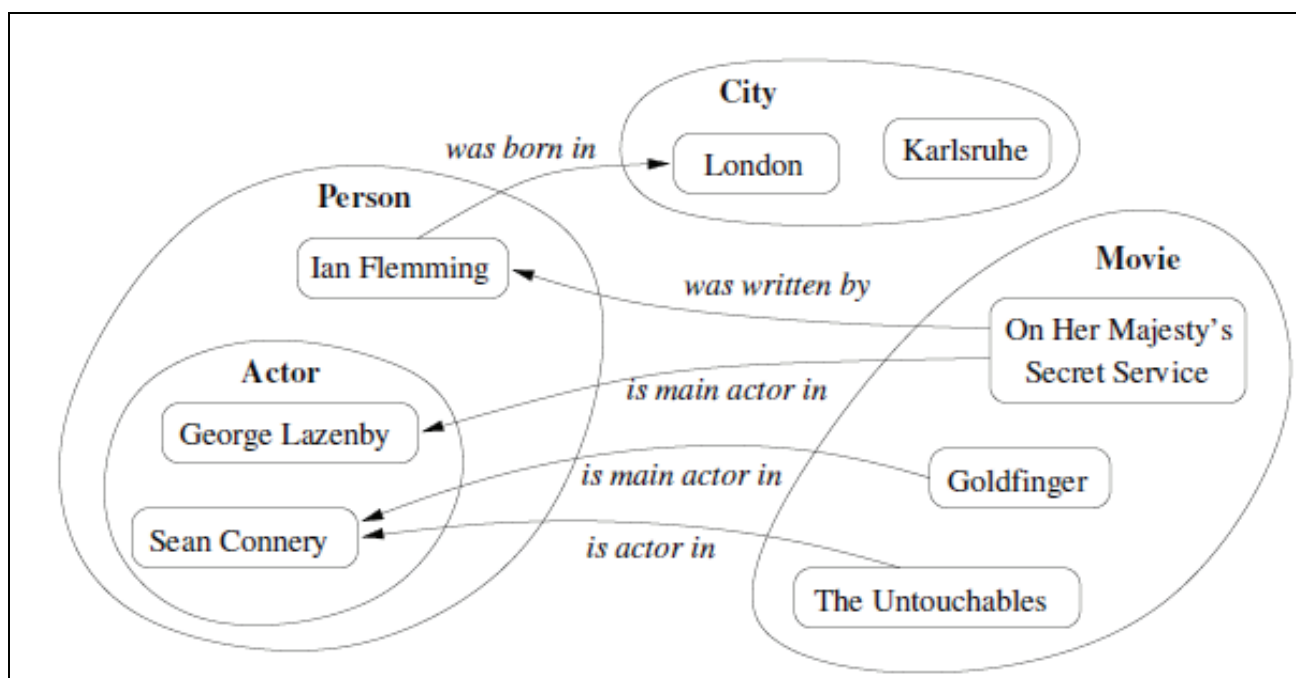 City
London
Karlsruhe
was born in
Person
Ian Flemming
Movie
was written by
On Her Majesty's
Secret Service
Actor
is main actor in
George Lazenby
Goldfinger
is main actor in
Sean Connery
is actor in
The Untouchables